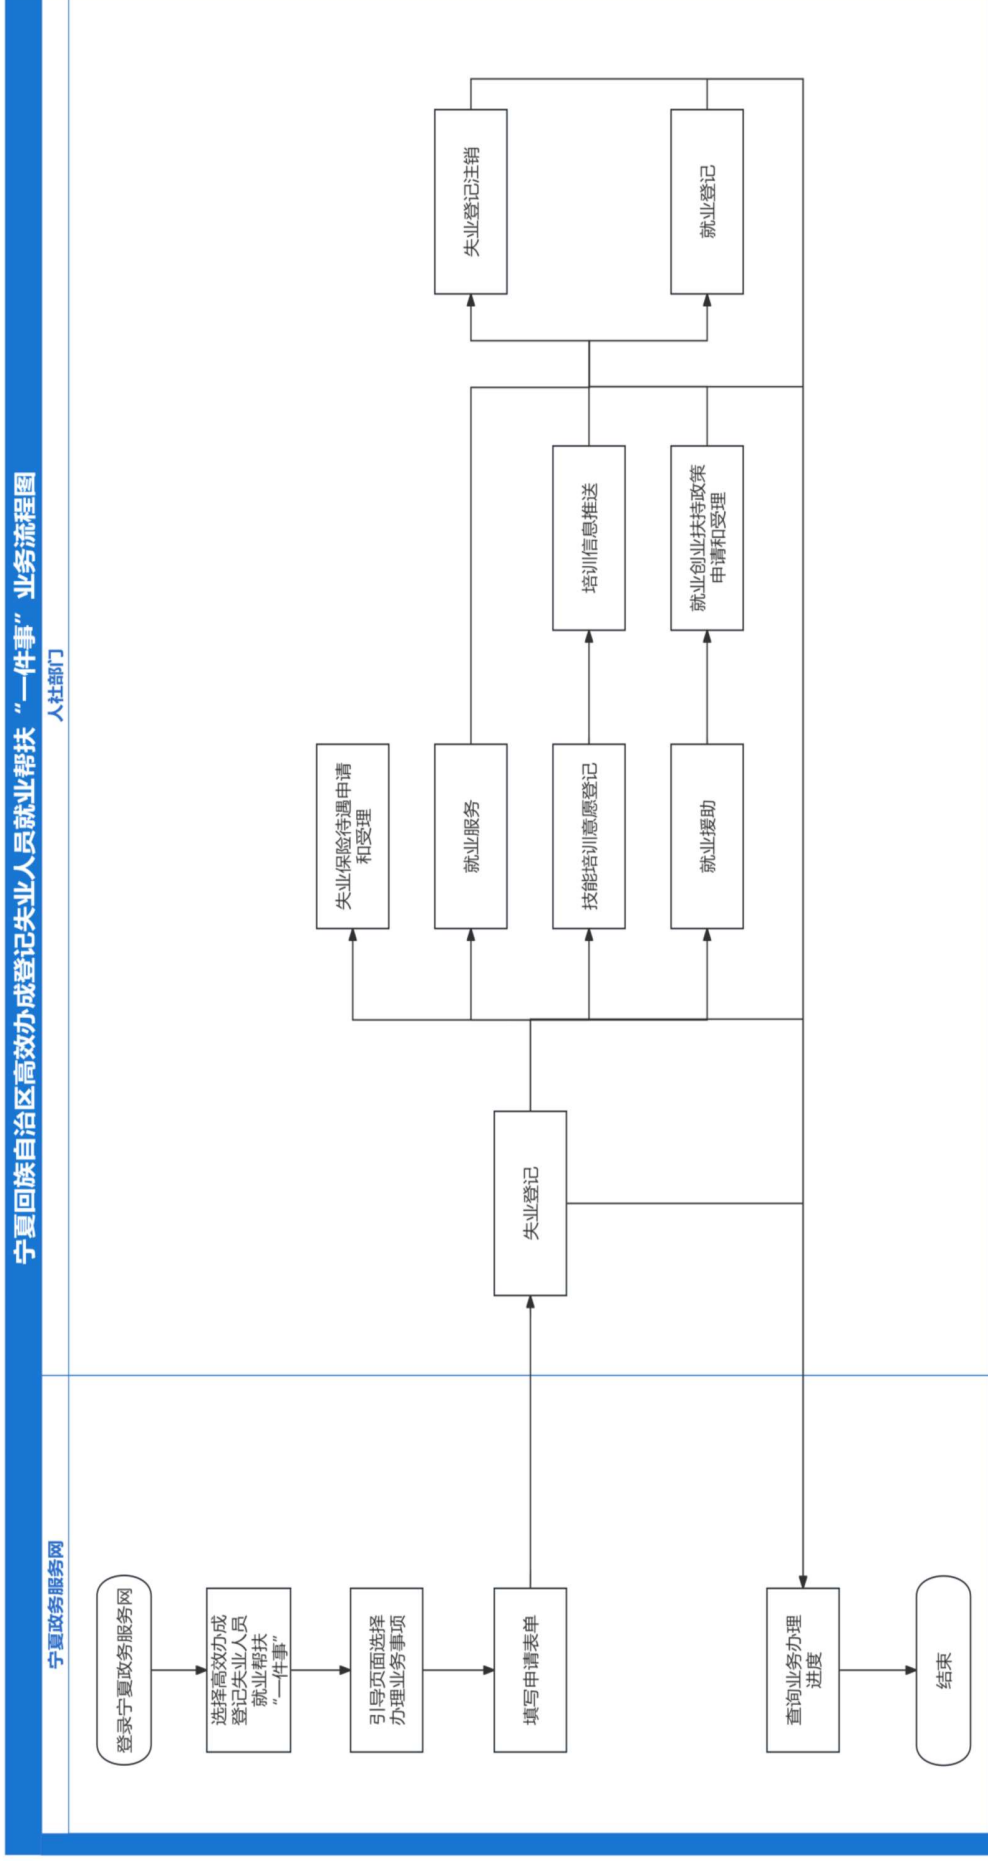 宁夏回族自治区高效办成登记失业人员就业帮扶“一件事”业务流程图
宁夏政务服务网
人社部门
登录宁夏政务服务网
选择高效办成
登记失业人员
就业帮扶
“一件事”
引导页面选择
办理业务事项
填写申请表单
失业登记
失业保险待遇申请
和受理
就业服务
技能培训意愿登记
就业援助
培训信息推送
就业创业扶持政策
申请和受理
失业登记注销
就业登记
查询业务办理
进度
结束